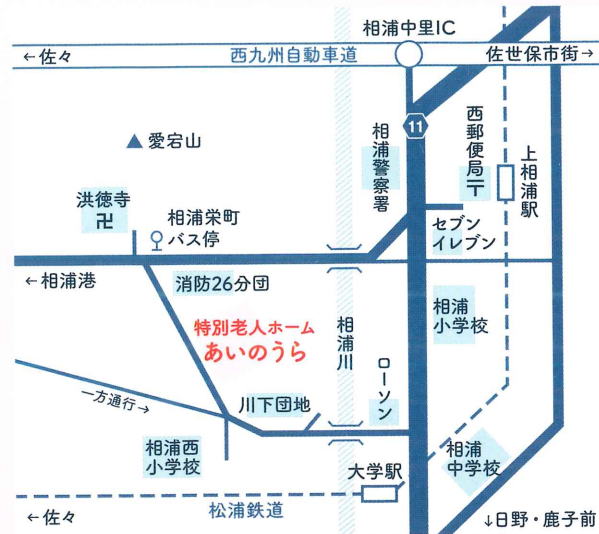 相浦中里IC
←佐々
西九州自動車道
佐世保市街→
11
愛宕山
相浦警察署
西郵便局〒
上相浦駅
洪徳寺
卍
相浦栄町
バス停
セブン
イレブン
←相浦港
消防26分団
特別老人ホーム
あいのうら
相浦川
相浦
小学校
ローソン
一方通行→
川下団地
相浦西
小学校
相浦
中学校
大学駅
←佐々
松浦鉄道
↓日野・鹿子前